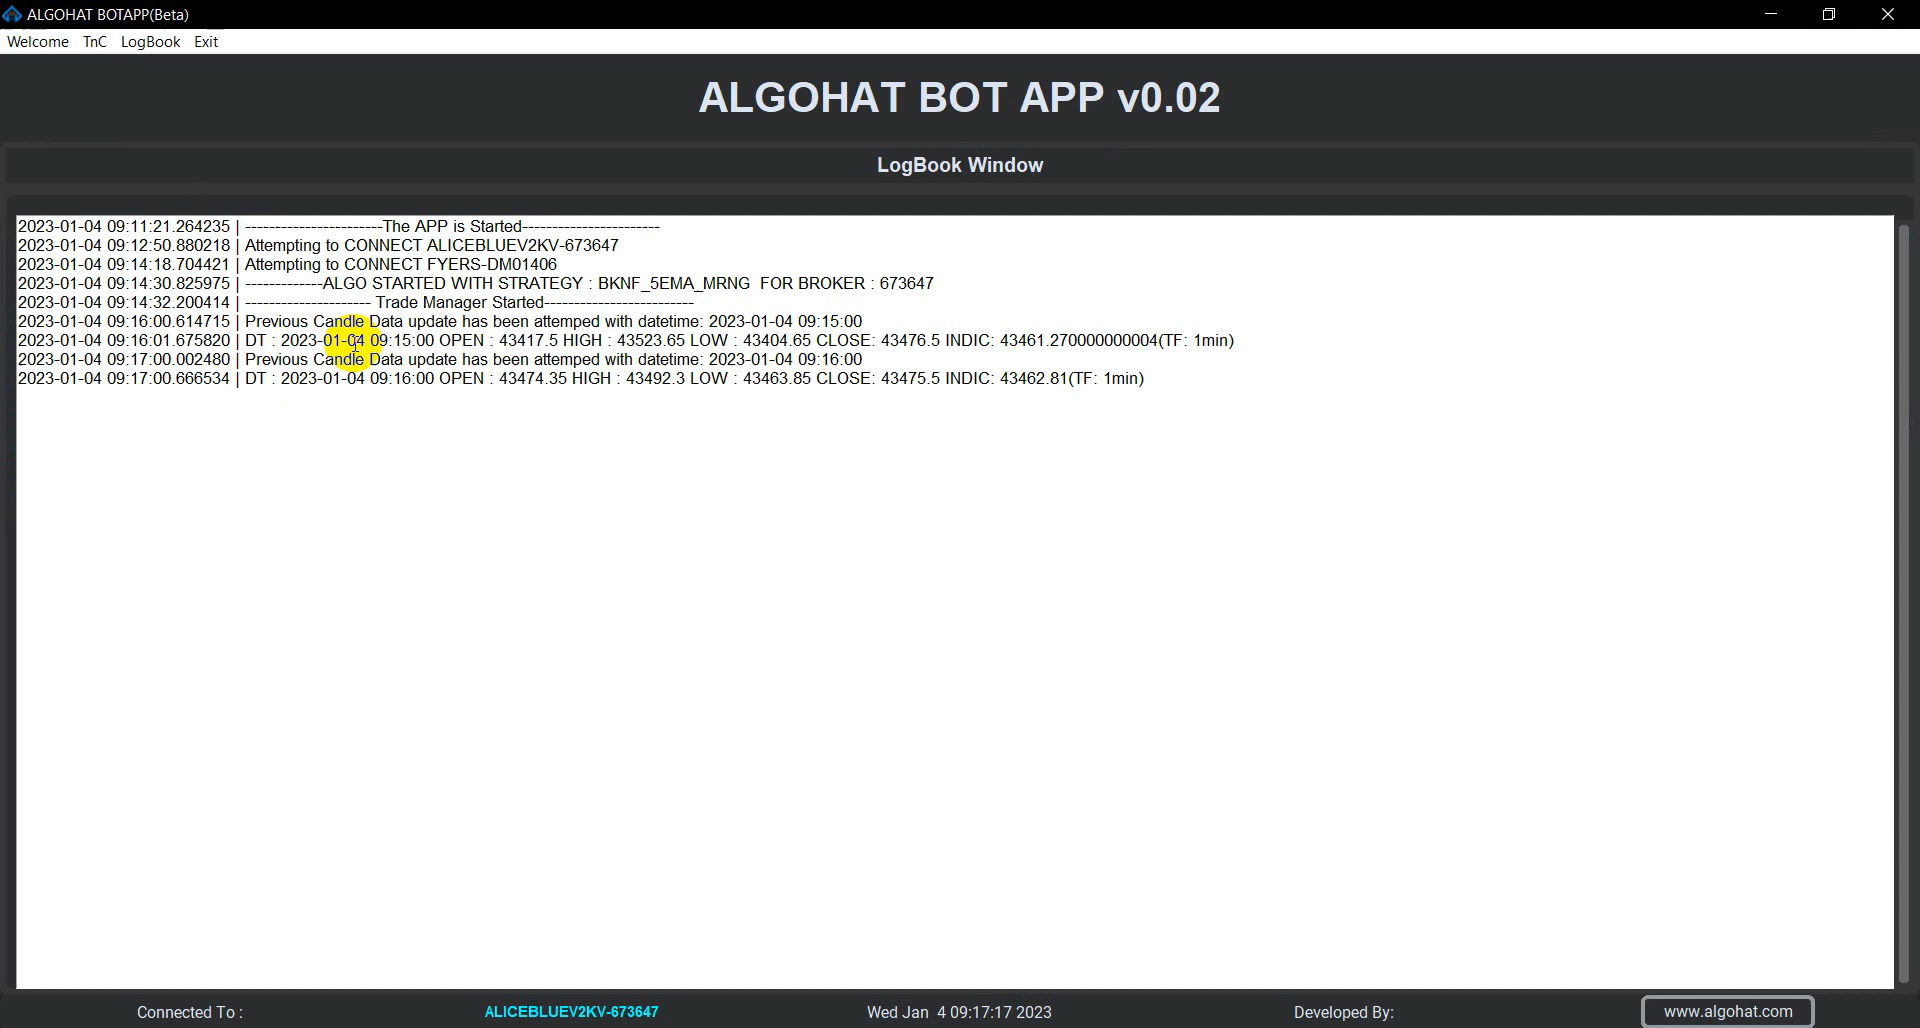 ALGOHAT BOTAPP(Beta)
Welcome TnC LogBook Exit
ALGOHAT BOT APP v0.02
LogBook Window
2023-01-04 09:11:21.264235 | -----------------------The APP is Started-----------------------
2023-01-04 09:12:50.880218 | Attempting to CONNECT ALICEBLUEV2KV-673647
2023-01-04 09:14:18.704421 | Attempting to CONNECT FYERS-DM01406
2023-01-04 09:14:30.825975 | -------------ALGO STARTED WITH STRATEGY : BKNF_5EMA_MRNG  FOR BROKER : 673647
2023-01-04 09:14:32.200414 | --------------------- Trade Manager Started-------------------------
2023-01-04 09:16:00.614715 | Previous Candle Data update has been attemped with datetime: 2023-01-04 09:15:00
2023-01-04 09:16:01.675820 | DT : 2023-01-04 09:15:00 OPEN : 43417.5 HIGH : 43523.65 LOW : 43404.65 CLOSE: 43476.5 INDIC: 43461.270000000004(TF: 1min)
2023-01-04 09:17:00.002480 | Previous Candle Data update has been attemped with datetime: 2023-01-04 09:16:00
2023-01-04 09:17:00.666534 | DT : 2023-01-04 09:16:00 OPEN : 43474.35 HIGH : 43492.3 LOW : 43463.85 CLOSE: 43475.5 INDIC: 43462.81(TF: 1min)
Connected To : ALICEBLUEV2KV-673647 Wed Jan  4 09:17:17 2023 Developed By: www.algohat.com